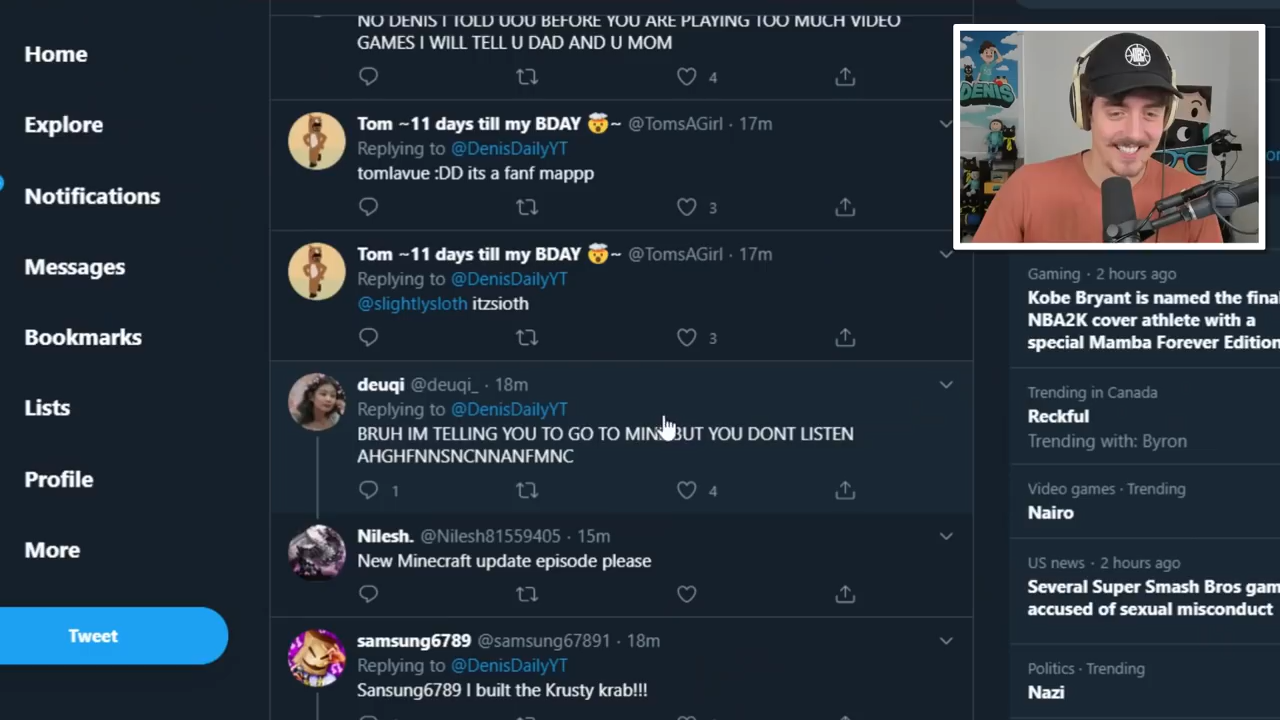 NO DENIS I TOLD UOU BEFORE YOU ARE PLAYING TOO MUCH VIDEO
GAMES I WILL TELL U DAD AND U MOM
4
Tom ~11 days till my BDAY 🤯~ @TomsAGirl · 17m
Replying to @DenisDailyYT
tomlavue :DD its a fanf mappp
3
Tom ~11 days till my BDAY 🤯~ @TomsAGirl · 17m
Replying to @DenisDailyYT
@slightlysloth itzsioth
3
deuqi @deuqi_ · 18m
Replying to @DenisDailyYT
BRUH IM TELLING YOU TO GO TO MINE BUT YOU DONT LISTEN
AHGHFNNSNCNNANFMNC
1 4
Nilesh. @Nilesh81559405 · 15m
New Minecraft update episode please
samsung6789 @samsung67891 · 18m
Replying to @DenisDailyYT
Sansung6789 I built the Krusty krab!!!
Home
Explore
Notifications
Messages
Bookmarks
Lists
Profile
More
Tweet
DENIS
Gaming · 2 hours ago
Kobe Bryant is named the final
NBA2K cover athlete with a
special Mamba Forever Edition
Trending in Canada
Reckful
Trending with: Byron
Video games · Trending
Nairo
US news · 2 hours ago
Several Super Smash Bros gam
accused of sexual misconduct
Politics · Trending
Nazi